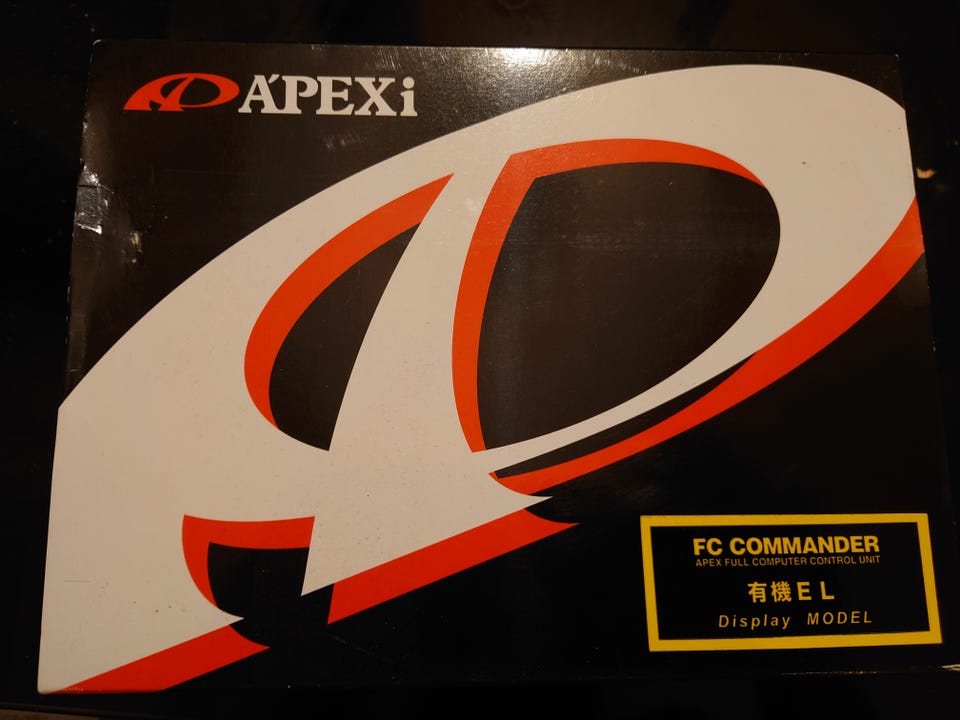 A'PEXi
FC COMMANDER
APEX FULL COMPUTER CONTROL UNIT
有機EL
Display MODEL